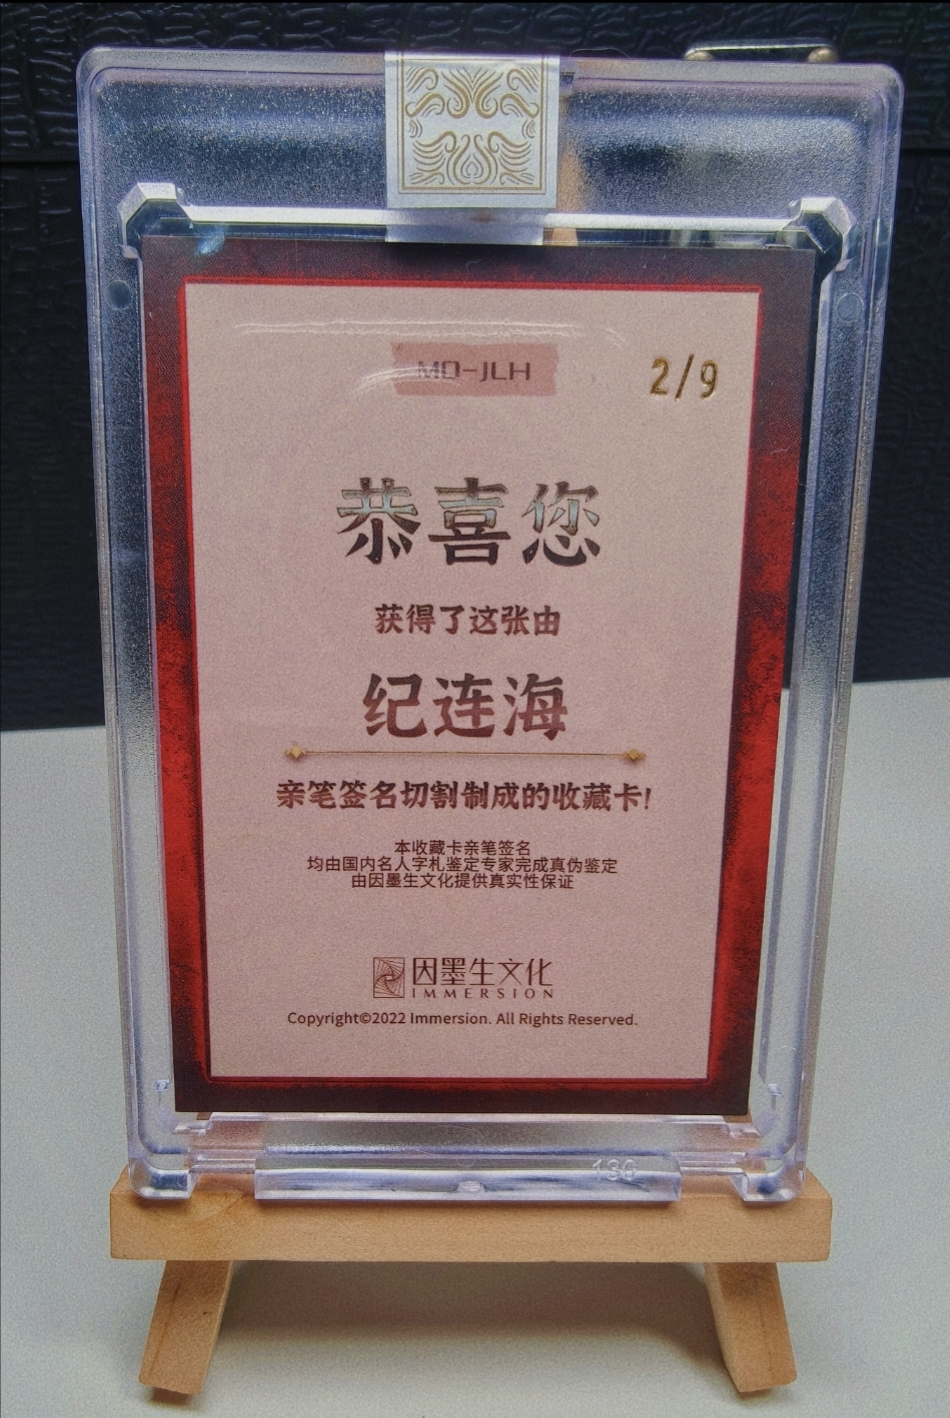 MO-JLH
2/9
恭喜您
获得了这张由
纪连海
亲笔签名切割制成的收藏卡!
本收藏卡亲笔签名
均由国内名人字札鉴定专家完成真伪鉴定
由因墨生文化提供真实性保证
因墨生文化
IMMERSION
Copyright©2022 Immersion. All Rights Reserved.
130